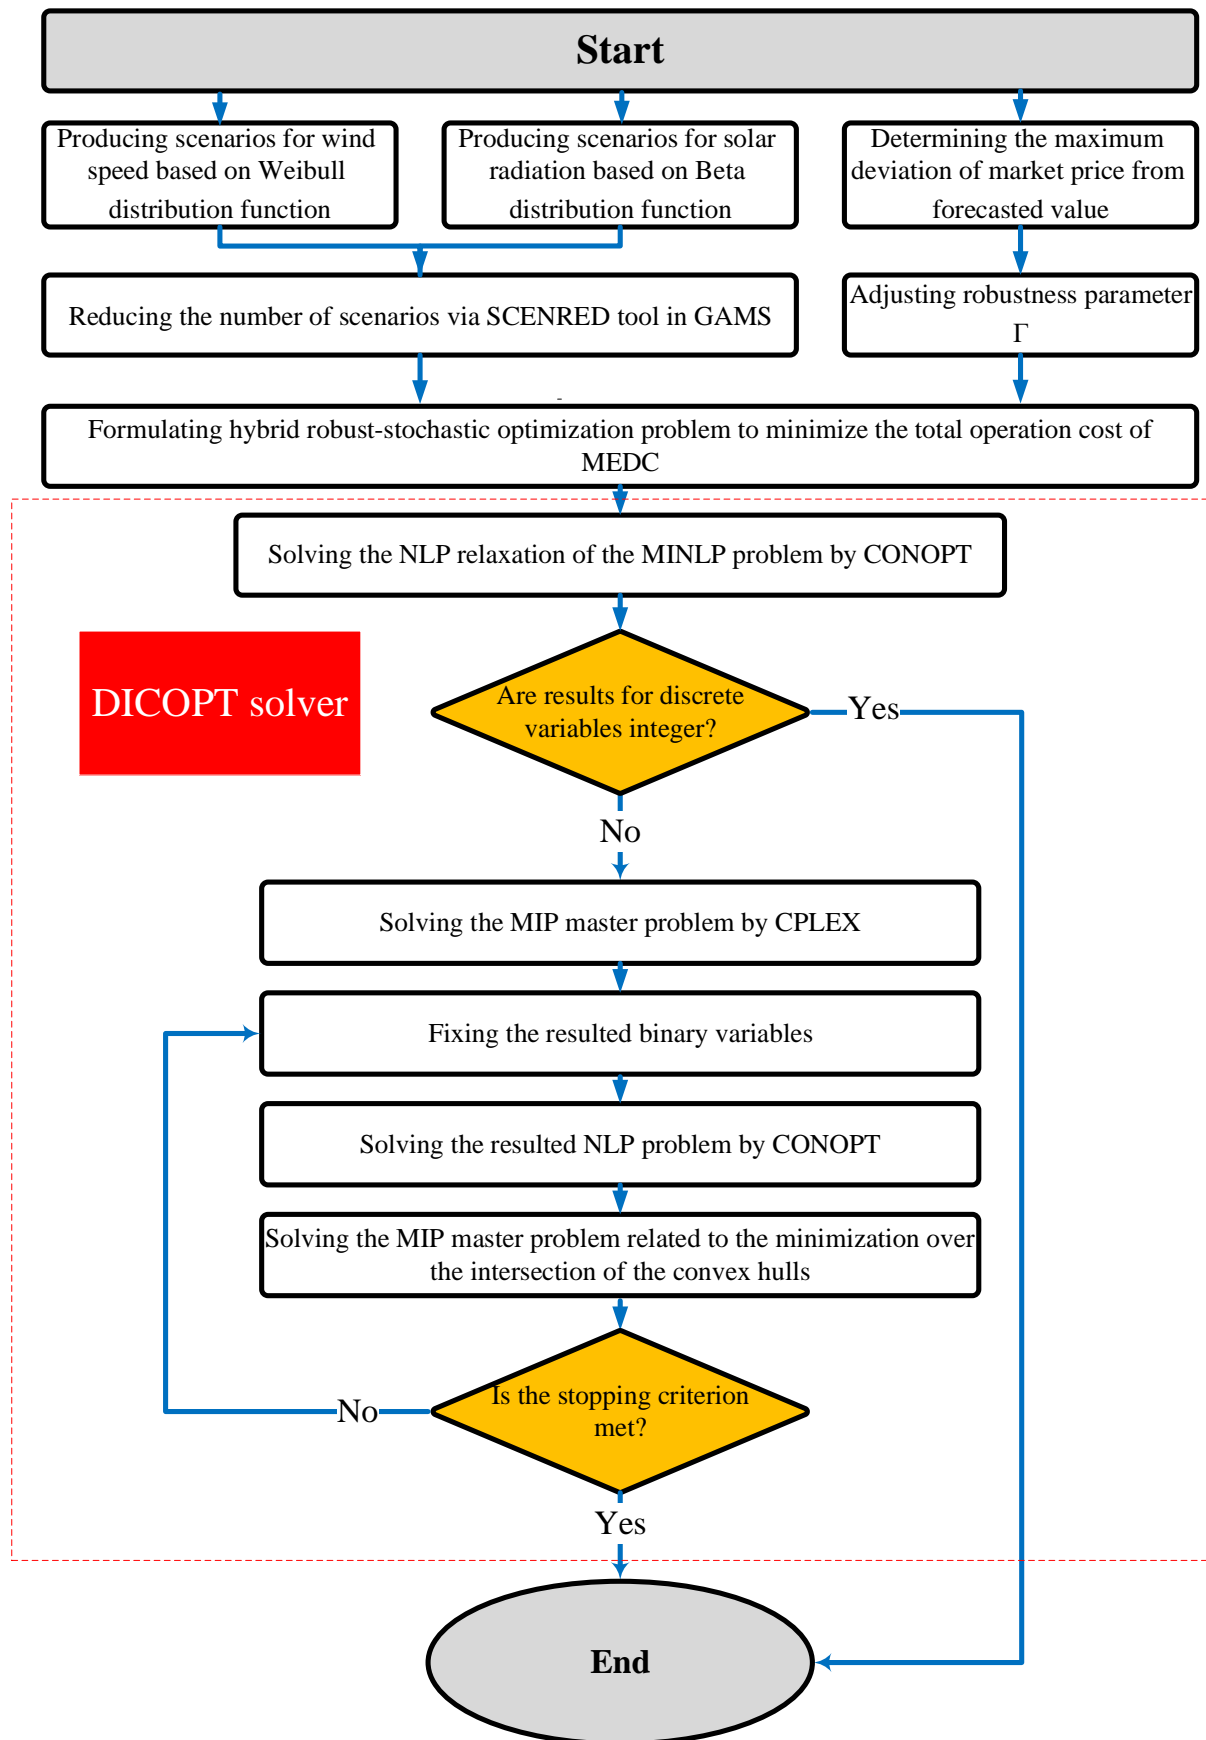 Start
Producing scenarios for wind
speed based on Weibull
distribution function
Producing scenarios for solar
radiation based on Beta
distribution function
Determining the maximum
deviation of market price from
forecasted value
Reducing the number of scenarios via SCENRED tool in GAMS
Adjusting robustness parameter
Γ
Formulating hybrid robust-stochastic optimization problem to minimize the total operation cost of
MEDC
Solving the NLP relaxation of the MINLP problem by CONOPT
DICOPT solver
Are results for discrete
variables integer?
Yes
No
Solving the MIP master problem by CPLEX
Fixing the resulted binary variables
Solving the resulted NLP problem by CONOPT
Solving the MIP master problem related to the minimization over
the intersection of the convex hulls
Is the stopping criterion
met?
No
Yes
End